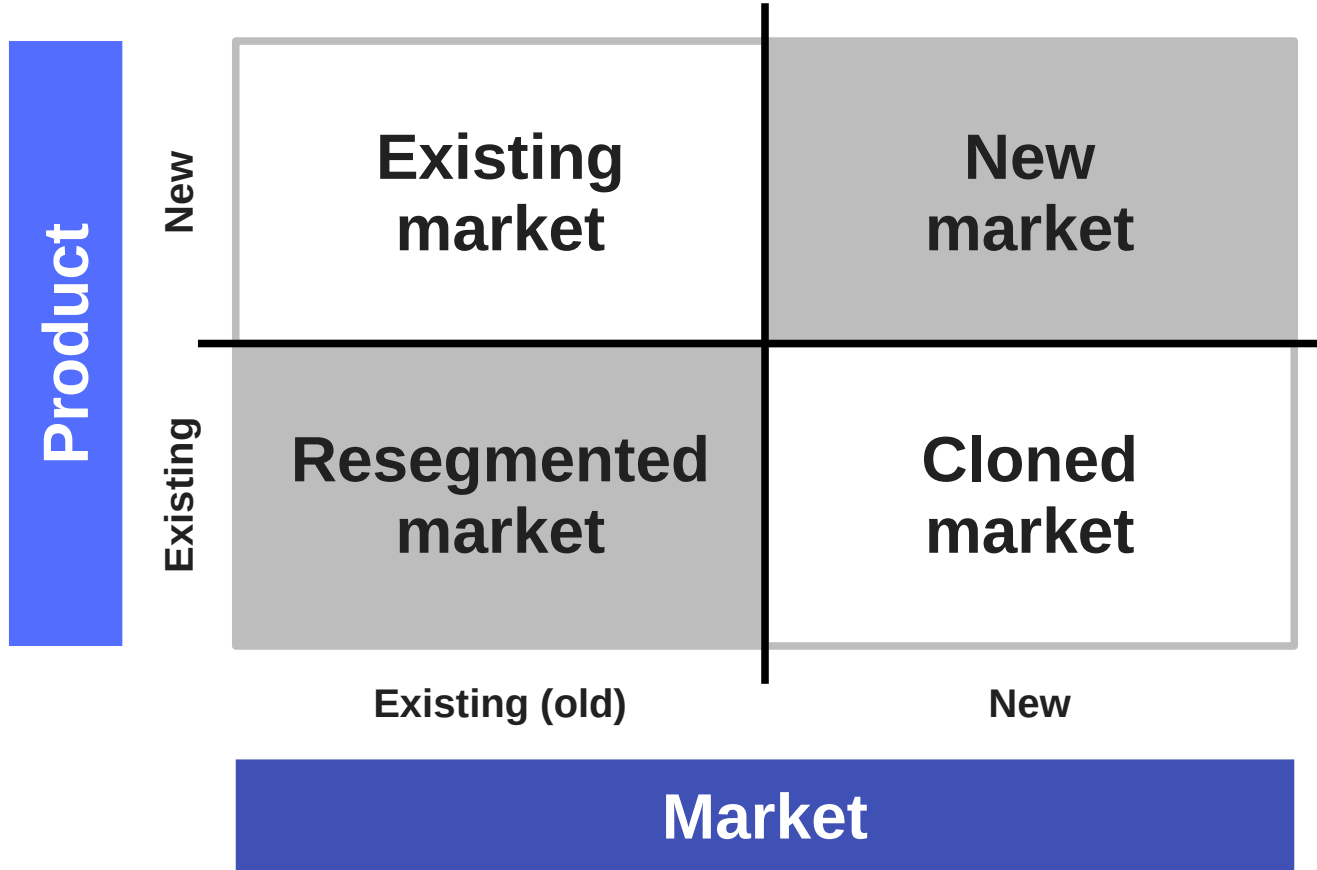 Product
New
Existing
market
New
market
Existing
Resegmented
market
Cloned
market
Existing (old)
New
Market